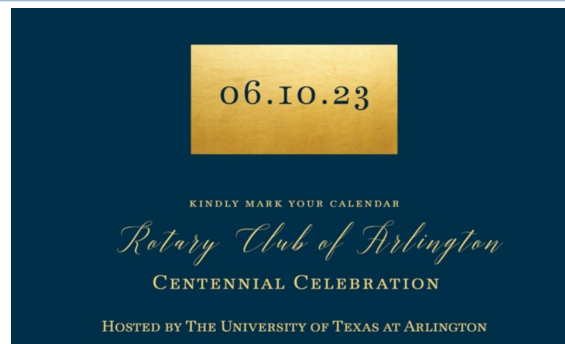 06.10.23
KINDLY MARK YOUR CALENDAR
Rotary Club of Arlington
CENTENNIAL CELEBRATION
HOSTED BY THE UNIVERSITY OF TEXAS AT ARLINGTON